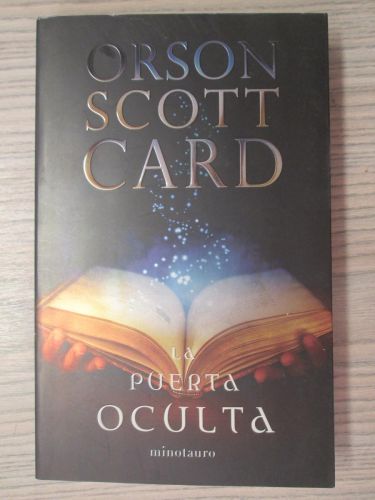 ORSON
SCOTT
CARD
LA
PUERTA
OCULTA
minotauro